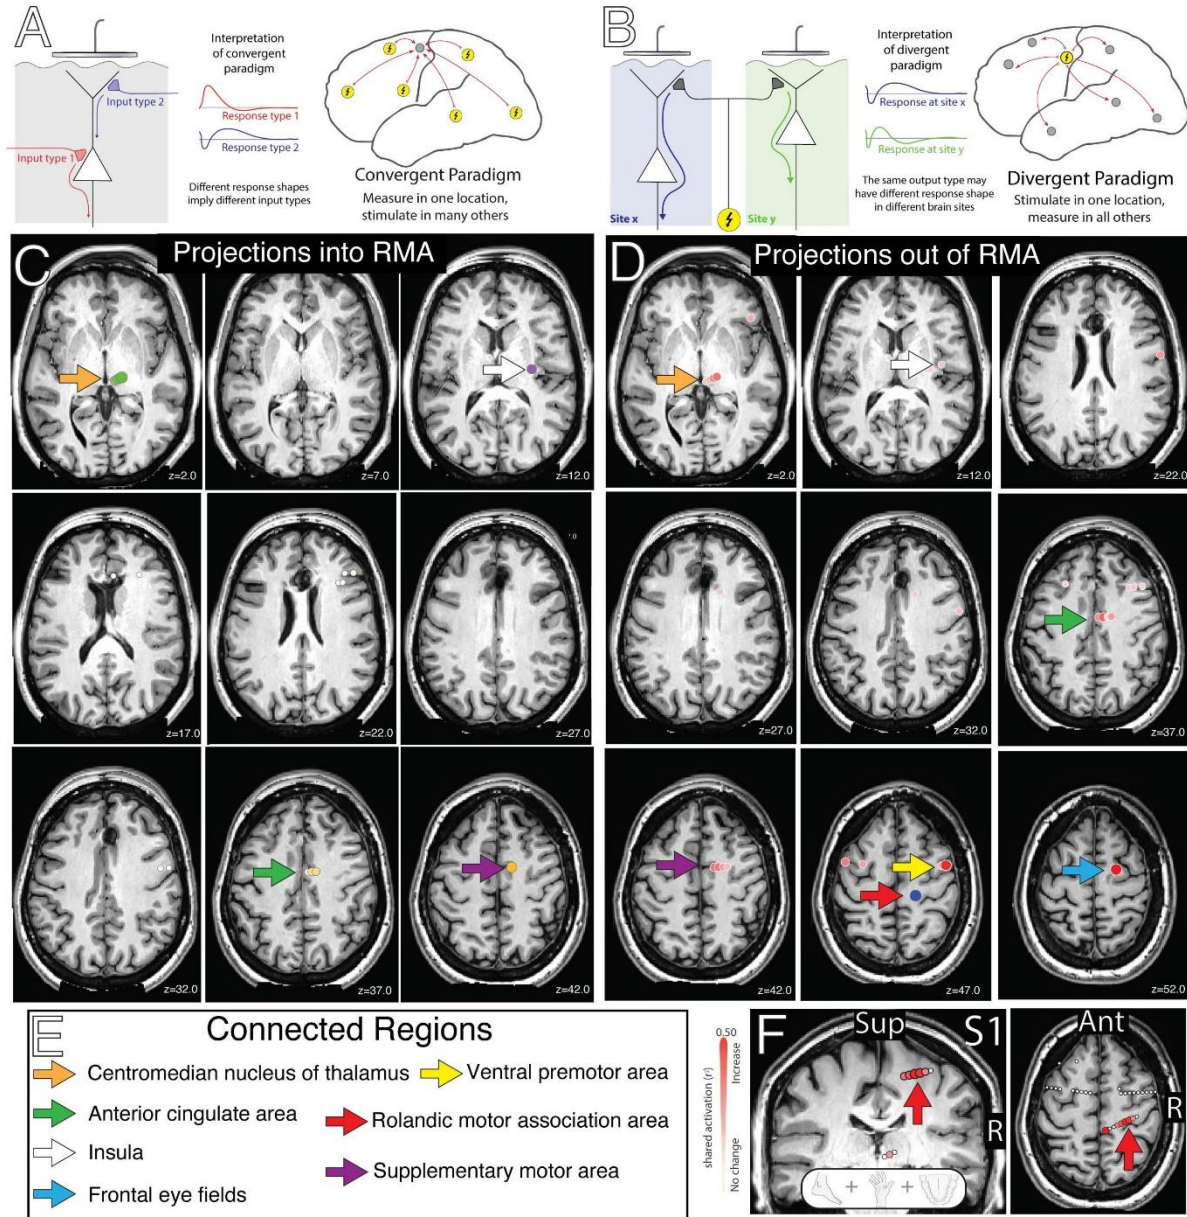 A
Input type 2
Input type 1
Interpretation
of convergent
paradigm
Response type 1
Response type 2
Different response shapes
imply different input types
Convergent Paradigm
Measure in one location,
stimulate in many others
B
Site x
Site y
Interpretation
of divergent
paradigm
Response at site x
Response at site y
The same output type may
have different response shape
in different brain sites
Divergent Paradigm
Stimulate in one location,
measure in all others
C
Projections into RMA
z=2.0
z=7.0
z=12.0
z=17.0
z=22.0
z=27.0
z=32.0
z=37.0
z=42.0
D
Projections out of RMA
z=2.0
z=12.0
z=22.0
z=27.0
z=32.0
z=37.0
z=42.0
z=47.0
z=52.0
E
Connected Regions
Centromedian nucleus of thalamus
Anterior cingulate area
Insula
Frontal eye fields
Ventral premotor area
Rolandic motor association area
Supplementary motor area
0.50
Increase
shared activation (r²)
No change
F
Sup
S1
R
+ +
Ant
R